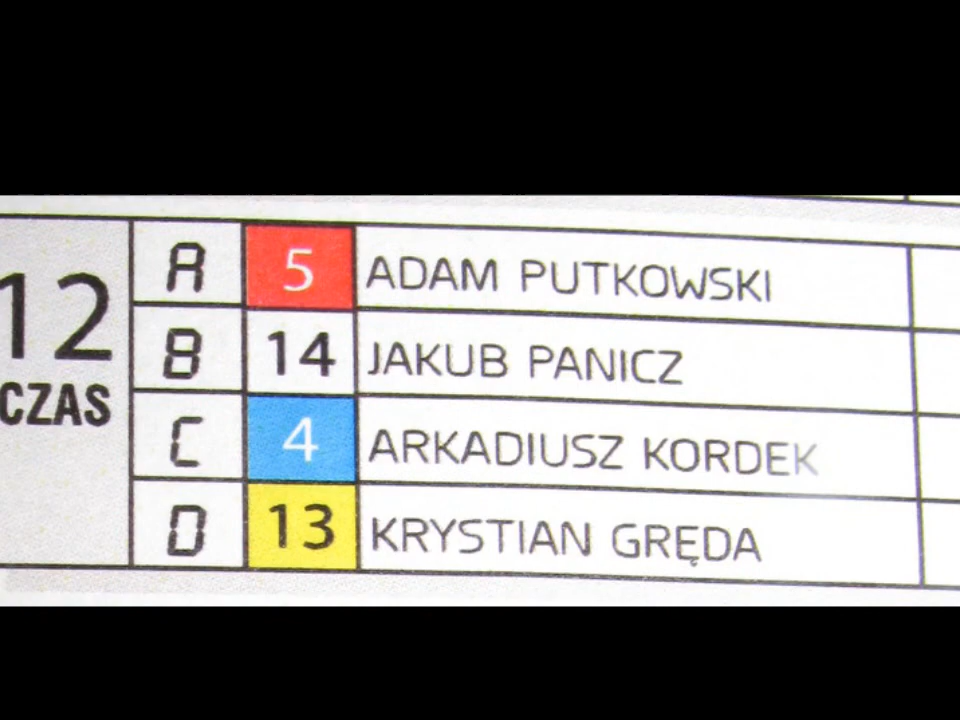 12
CZAS
A 5 ADAM PUTKOWSKI
B 14 JAKUB PANICZ
C 4 ARKADIUSZ KORDEK
D 13 KRYSTIAN GRĘDA